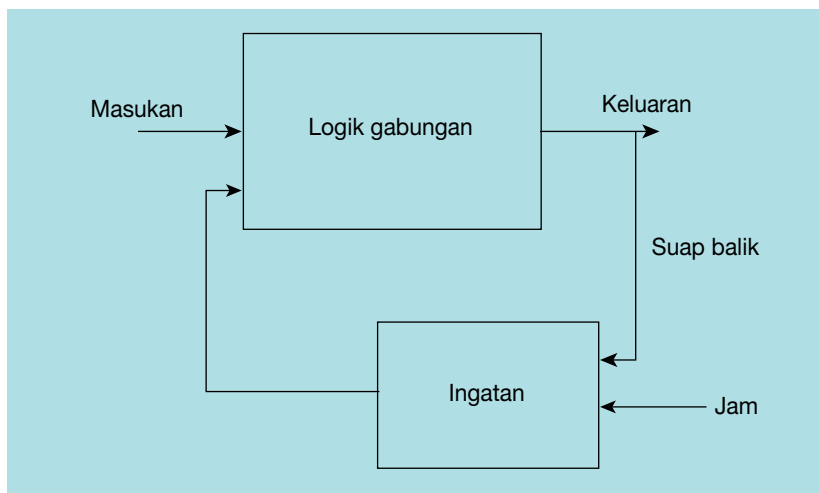 Masukan
Logik gabungan
Keluaran
Suap balik
Ingatan
Jam